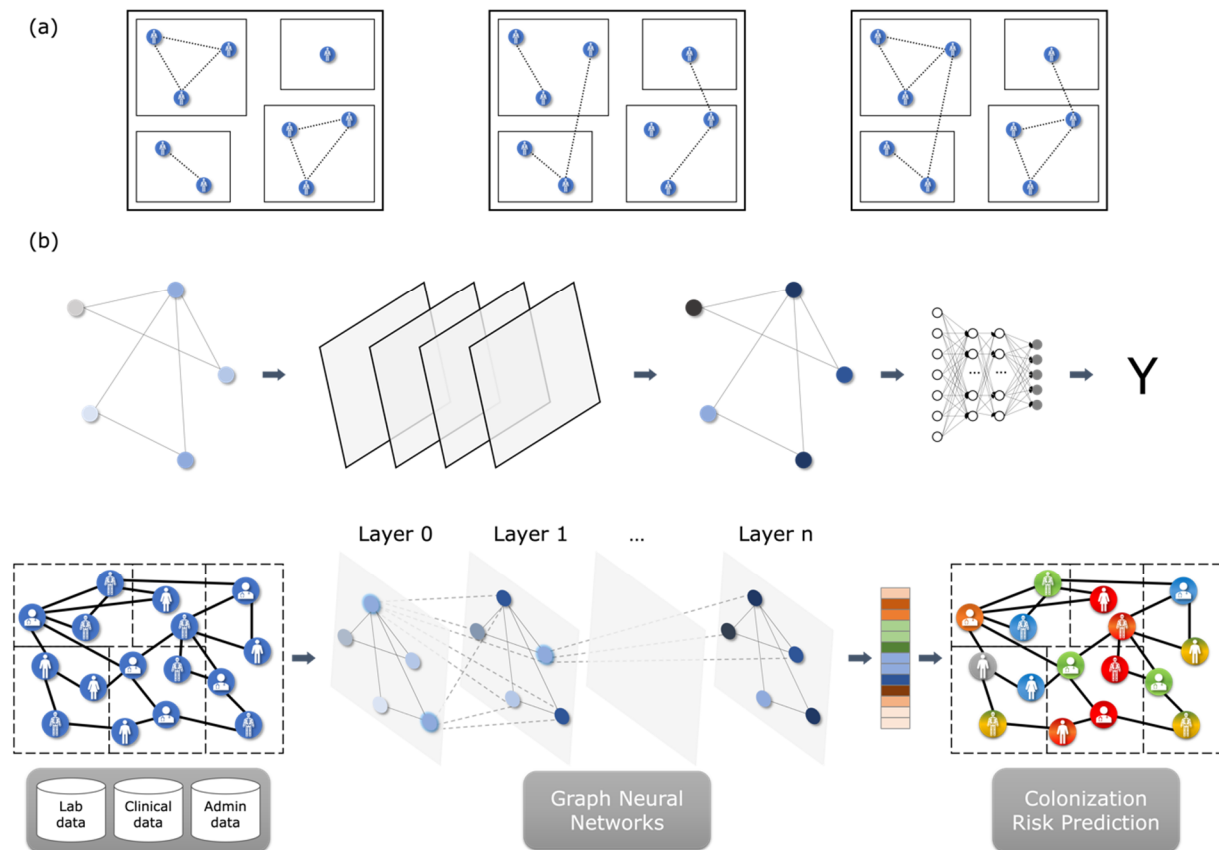 (a)
(b)
... ...
Y
Layer 0 Layer 1 ... Layer n
Lab data
Clinical data
Admin data
Graph Neural
Networks
Colonization
Risk Prediction